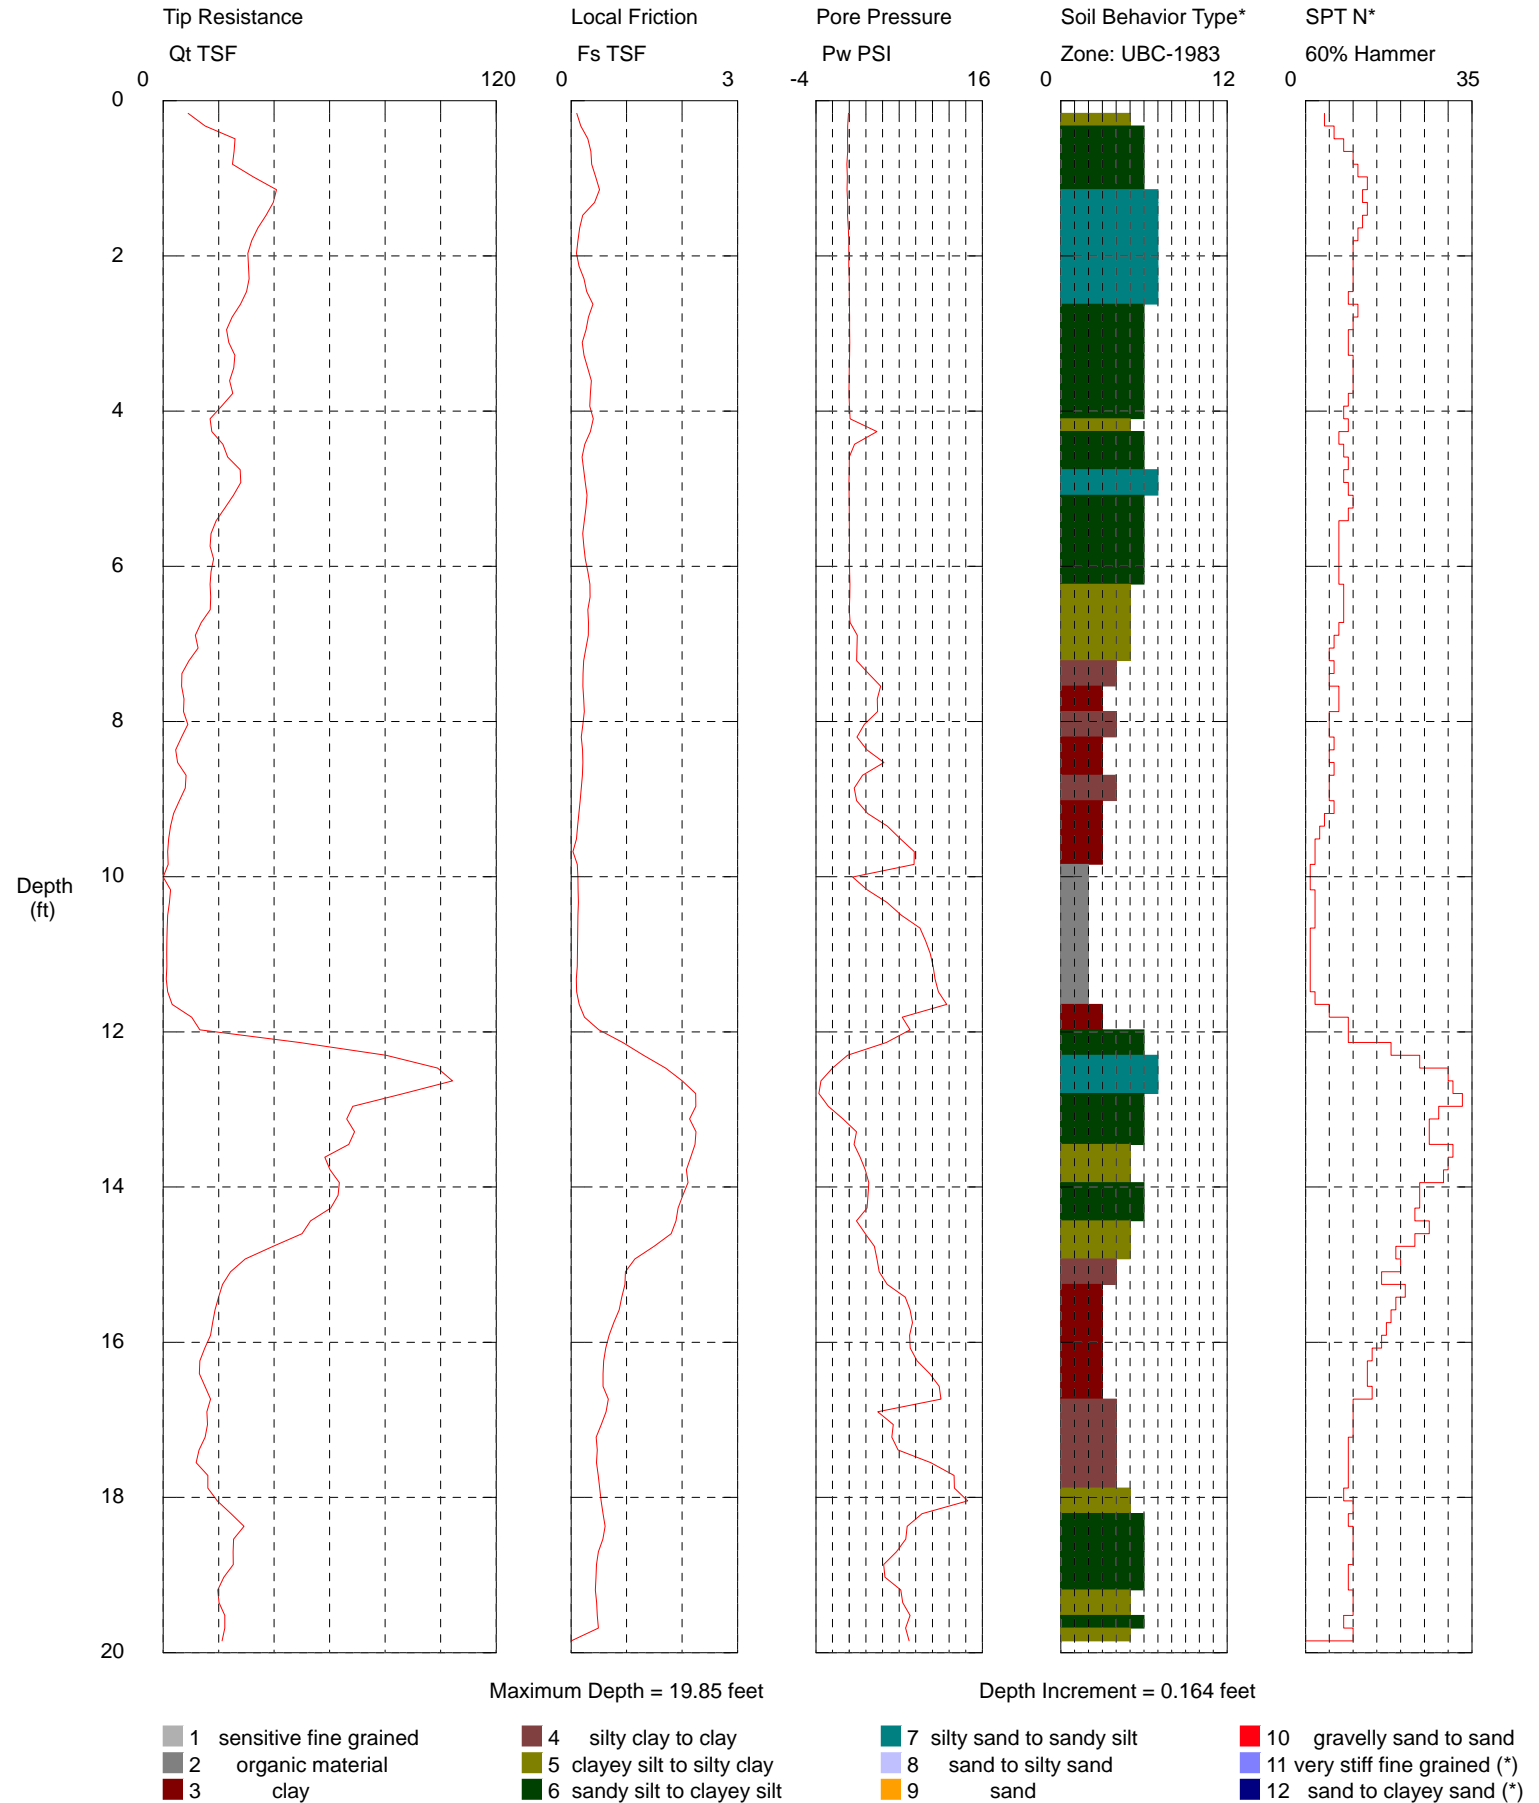 Tip Resistance Local Friction Pore Pressure Soil Behavior Type* SPT N*
Qt TSF Fs TSF Pw PSI Zone: UBC-1983 60% Hammer
0 120 0 3 -4 16 0 12 0 35
0
2
4
6
8
10
Depth
(ft)
12
14
16
18
20
Maximum Depth = 19.85 feet Depth Increment = 0.164 feet
1 sensitive fine grained 4 silty clay to clay 7 silty sand to sandy silt 10 gravelly sand to sand
2 organic material 5 clayey silt to silty clay 8 sand to silty sand 11 very stiff fine grained (*)
3 clay 6 sandy silt to clayey silt 9 sand 12 sand to clayey sand (*)